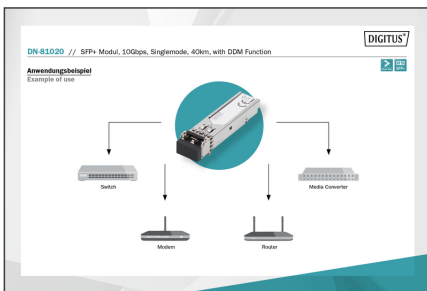 DIGITUS®
DN-81020 // SFP+ Modul, 10Gbps, Singlemode, 40km, with DDM Function
Anwendungsbeispiel
Example of use
Switch
Media Converter
Modem
Router